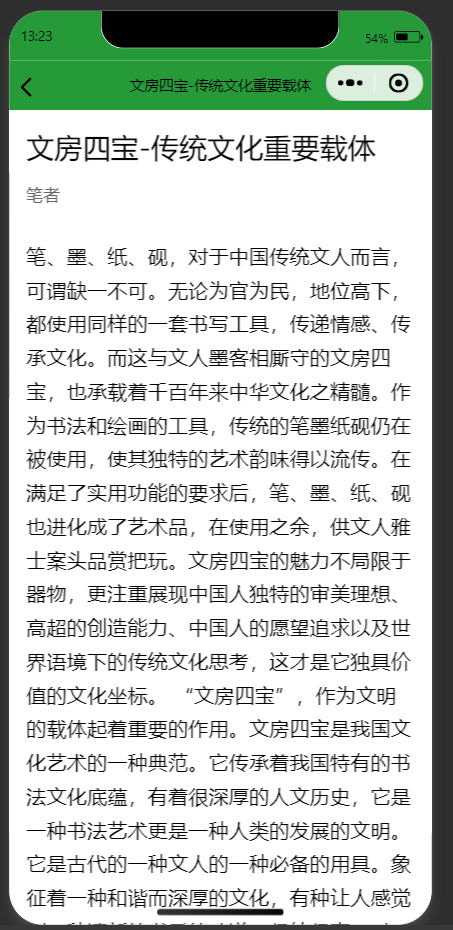 13:23
54%
文房四宝-传统文化重要载体
文房四宝-传统文化重要载体
笔者
笔、墨、纸、砚，对于中国传统文人而言，
可谓缺一不可。无论为官为民，地位高下，
都使用同样的一套书写工具，传递情感、传
承文化。而这与文人墨客相厮守的文房四
宝，也承载着千百年来中华文化之精髓。作
为书法和绘画的工具，传统的笔墨纸砚仍在
被使用，使其独特的艺术韵味得以流传。在
满足了实用功能的要求后，笔、墨、纸、砚
也进化成了艺术品，在使用之余，供文人雅
士案头品赏把玩。文房四宝的魅力不局限于
器物，更注重展现中国人独特的审美理想、
高超的创造能力、中国人的愿望追求以及世
界语境下的传统文化思考，这才是它独具价
值的文化坐标。 “文房四宝”，作为文明
的载体起着重要的作用。文房四宝是我国文
化艺术的一种典范。它传承着我国特有的书
法文化底蕴，有着很深厚的人文历史，它是
一种书法艺术更是一种人类的发展的文明。
它是古代的一种文人的一种必备的用具。象
征着一种和谐而深厚的文化，有种让人感觉